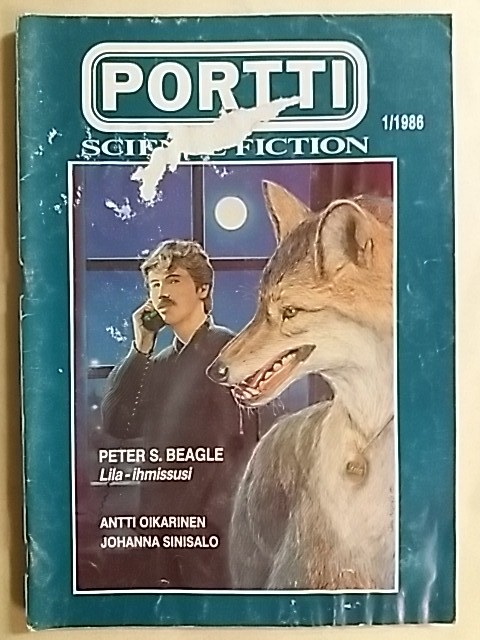 PORTTI
1/1986
SCIENCE FICTION
PETER S. BEAGLE
Lila-ihmissusi
ANTTI OIKARINEN
JOHANNA SINISALO